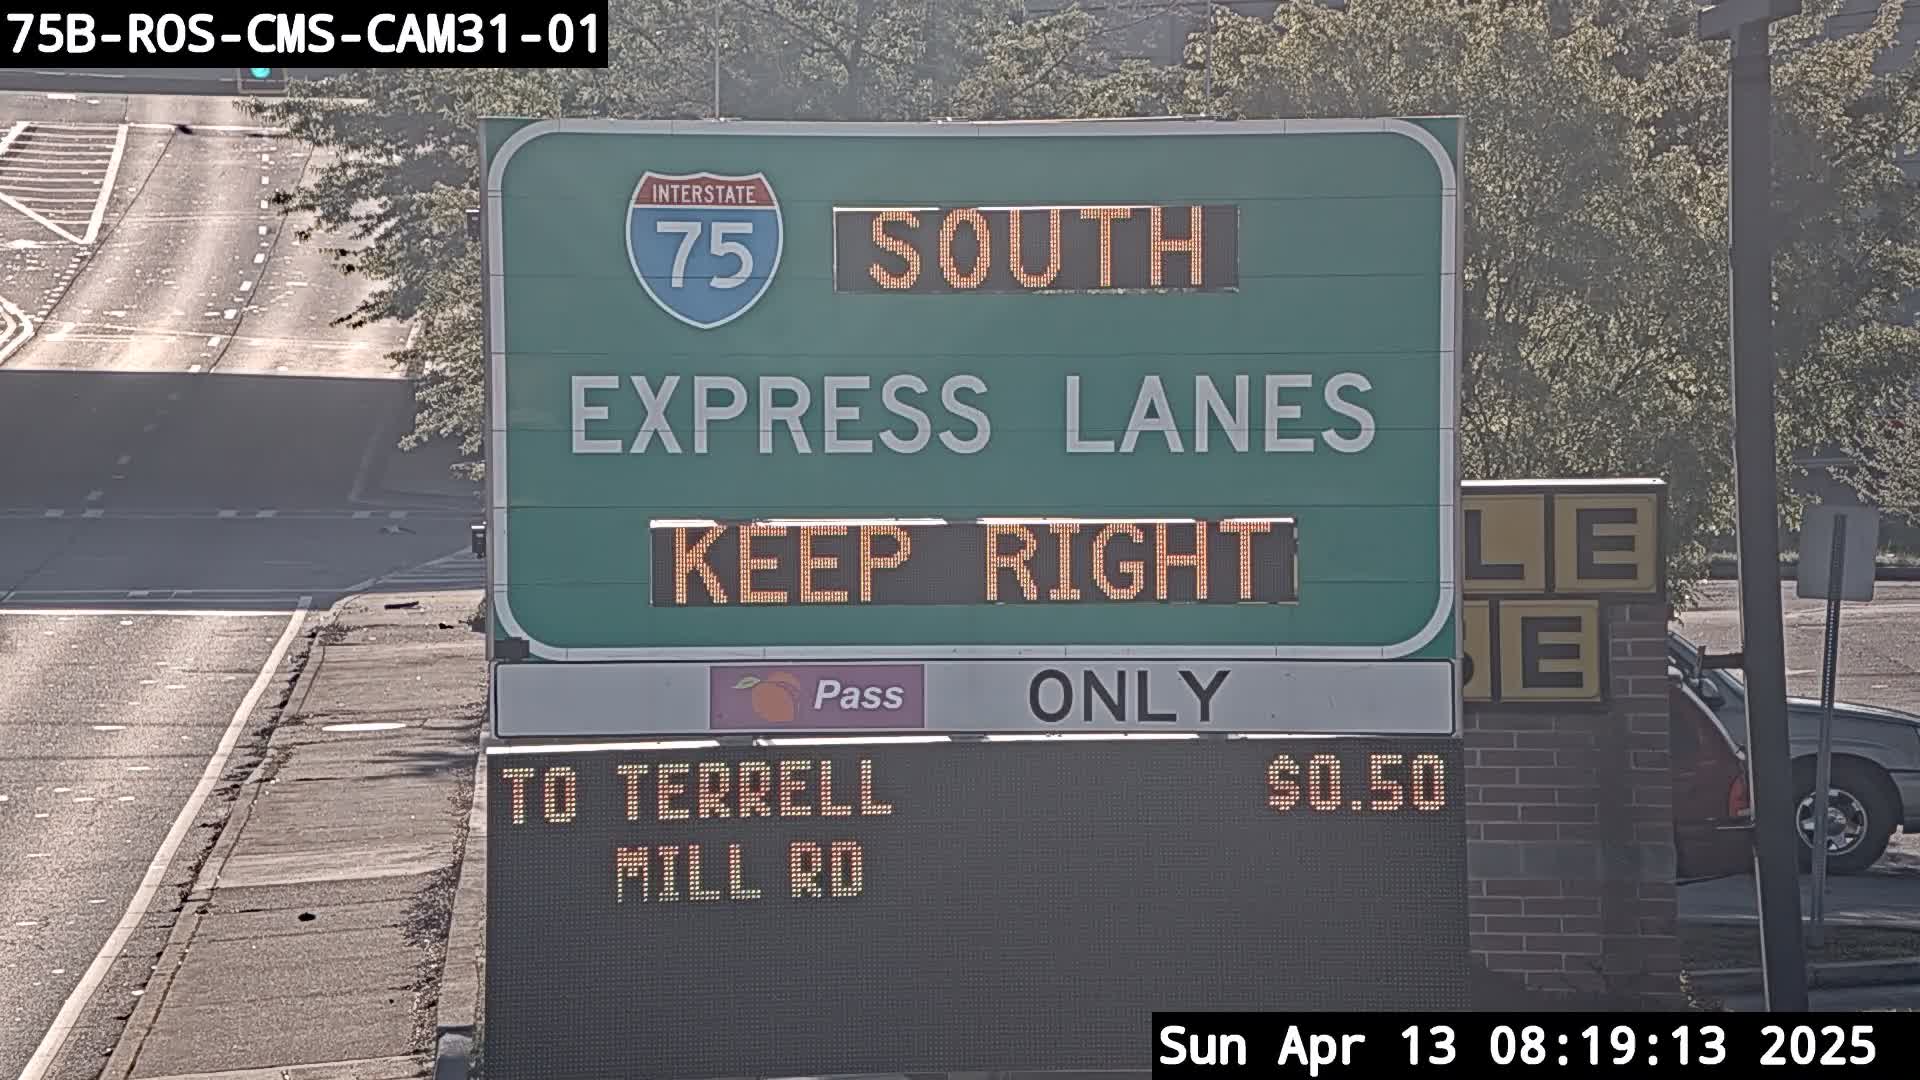 75B-ROS-CMS-CAM31-01
INTERSTATE
75
SOUTH
EXPRESS LANES
KEEP RIGHT
Pass ONLY
TO TERRELL $0.50
MILL RD
LE
E
Sun Apr 13 08:19:13 2025